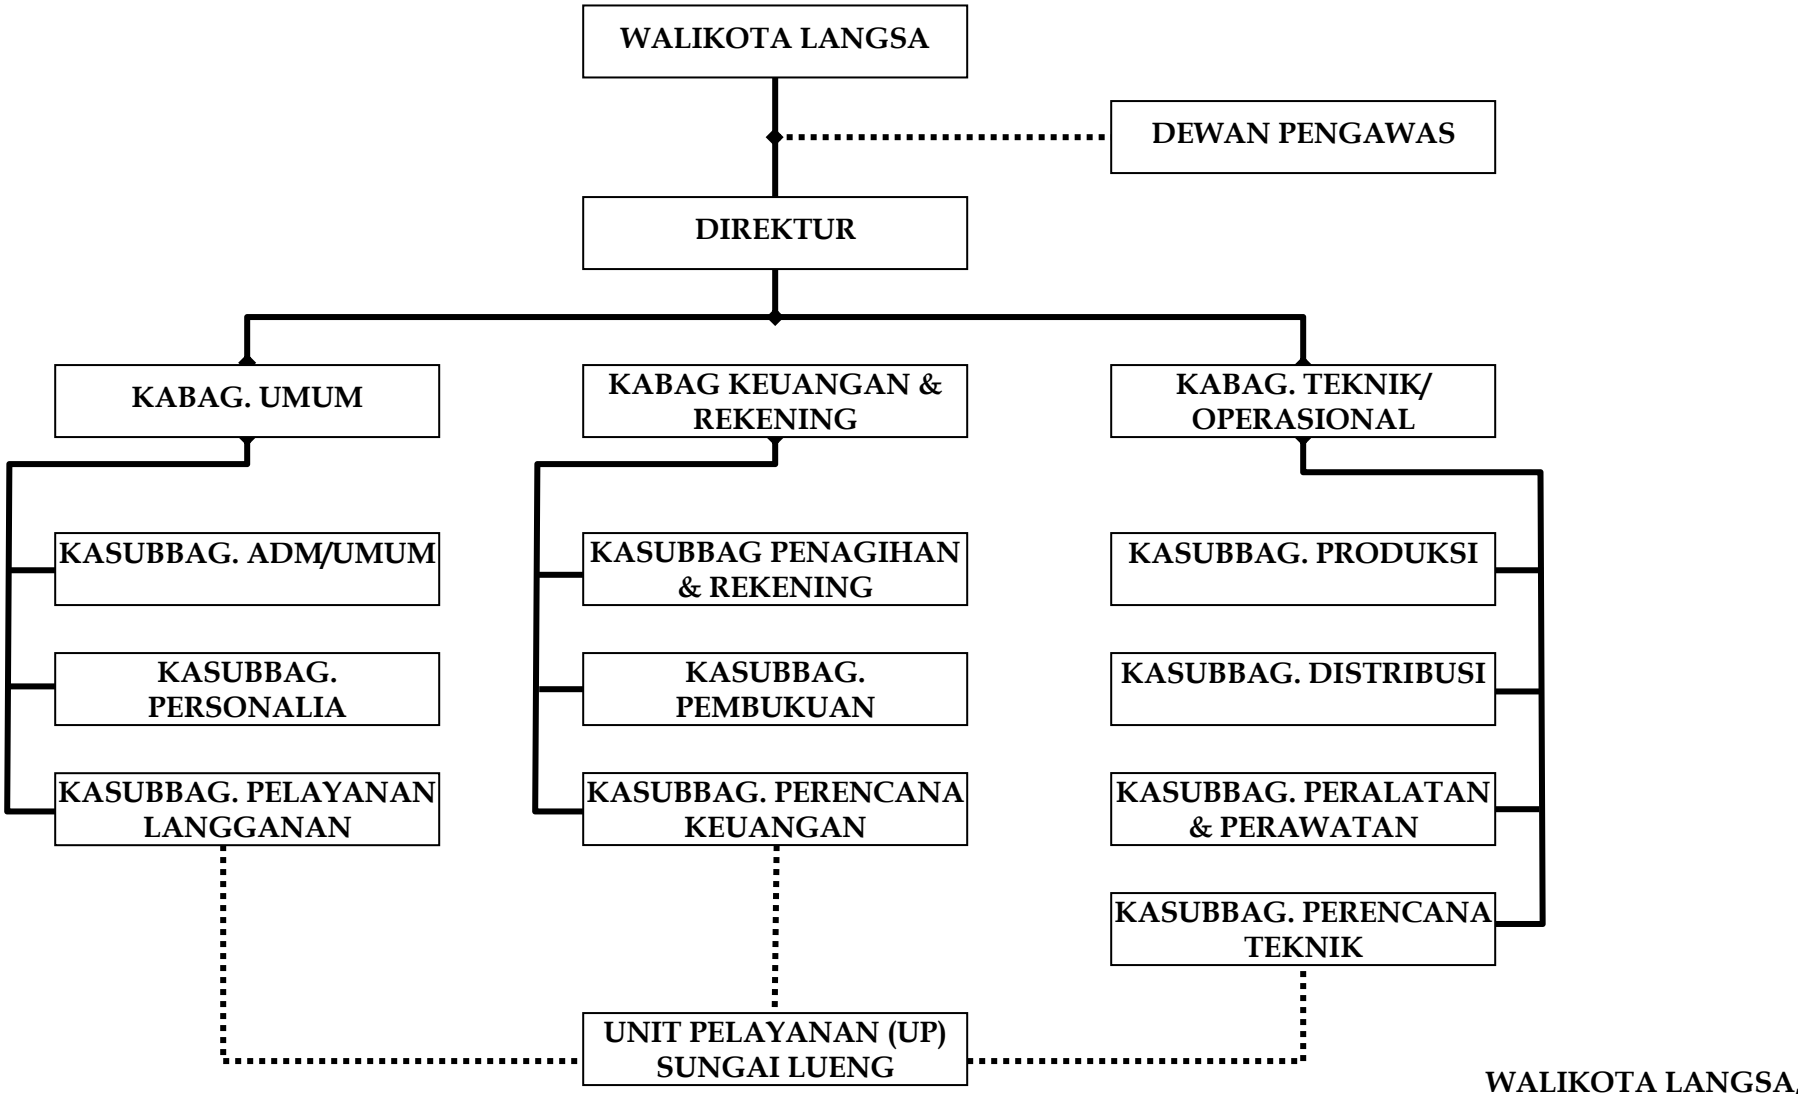 WALIKOTA LANGSA
DEWAN PENGAWAS
DIREKTUR
KABAG. UMUM
KABAG KEUANGAN &
REKENING
KABAG. TEKNIK/
OPERASIONAL
KASUBBAG. ADM/UMUM
KASUBBAG PENAGIHAN
& REKENING
KASUBBAG. PRODUKSI
KASUBBAG.
PERSONALIA
KASUBBAG.
PEMBUKUAN
KASUBBAG. DISTRIBUSI
KASUBBAG. PELAYANAN
LANGGANAN
KASUBBAG. PERENCANA
KEUANGAN
KASUBBAG. PERALATAN
& PERAWATAN
KASUBBAG. PERENCANA
TEKNIK
UNIT PELAYANAN (UP)
SUNGAI LUENG
WALIKOTA LANGSA,